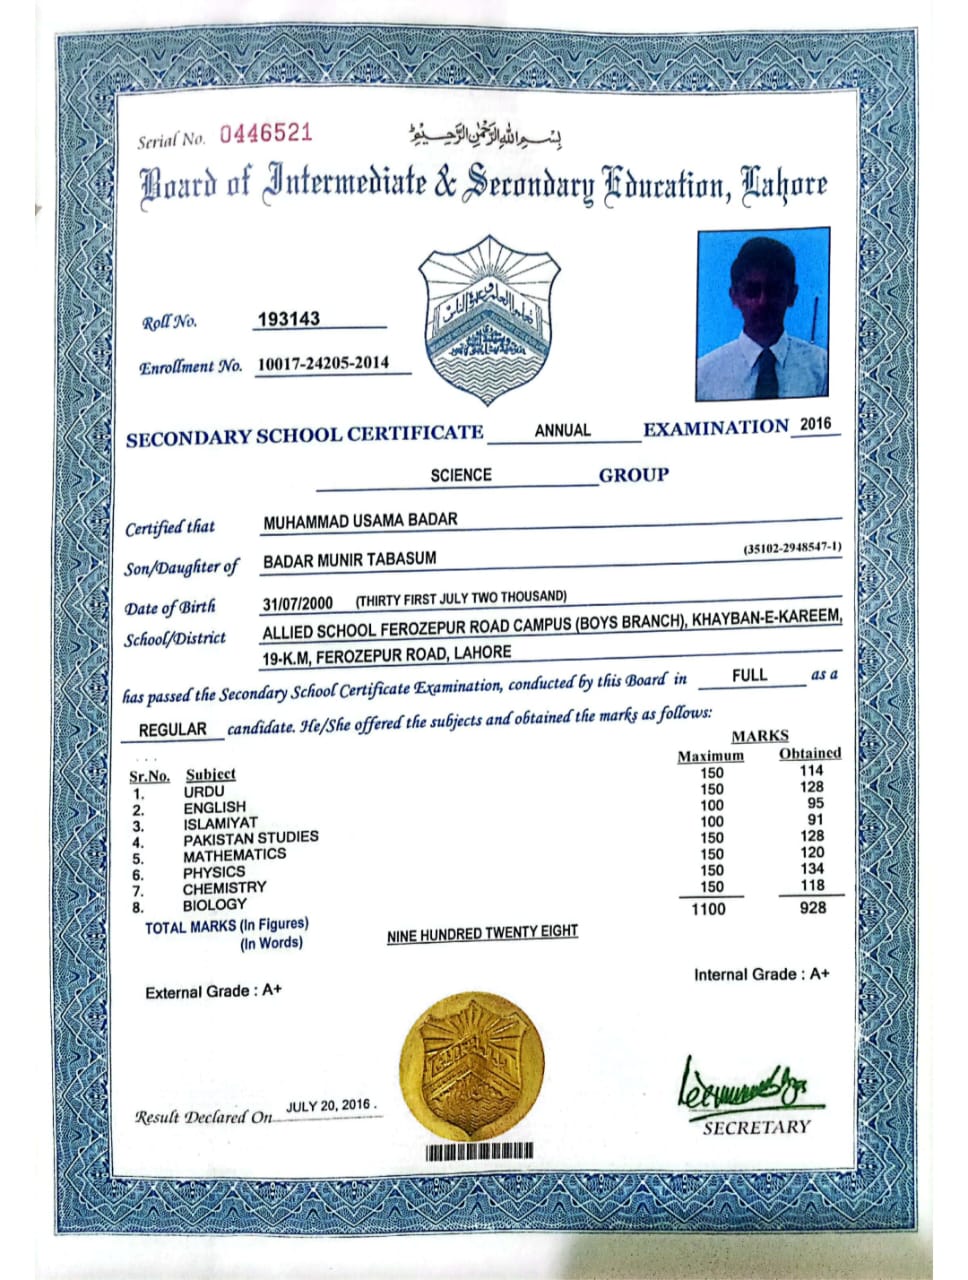 Serial No. 0446521
بسم الله الرحمن الرحيم
Board of Intermediate & Secondary Education, Lahore
Roll No. 193143
Enrollment No. 10017-24205-2014
SECONDARY SCHOOL CERTIFICATE ANNUAL EXAMINATION 2016
SCIENCE GROUP
Certified that MUHAMMAD USAMA BADAR
Son/Daughter of BADAR MUNIR TABASUM (35102-2948547-1)
Date of Birth 31/07/2000 (THIRTY FIRST JULY TWO THOUSAND)
School/District ALLIED SCHOOL FEROZEPUR ROAD CAMPUS (BOYS BRANCH), KHAYBAN-E-KAREEM,
19-K.M, FEROZEPUR ROAD, LAHORE
has passed the Secondary School Certificate Examination, conducted by this Board in FULL as a
REGULAR candidate. He/She offered the subjects and obtained the marks as follows:
MARKS
Sr.No. Subject Maximum Obtained
1. URDU 150 114
2. ENGLISH 150 128
3. ISLAMIYAT 100 95
4. PAKISTAN STUDIES 100 91
5. MATHEMATICS 150 128
6. PHYSICS 150 120
7. CHEMISTRY 150 134
8. BIOLOGY 150 118
TOTAL MARKS (In Figures) 1100 928
(In Words) NINE HUNDRED TWENTY EIGHT
External Grade : A+ Internal Grade : A+
Result Declared On JULY 20, 2016 .
SECRETARY